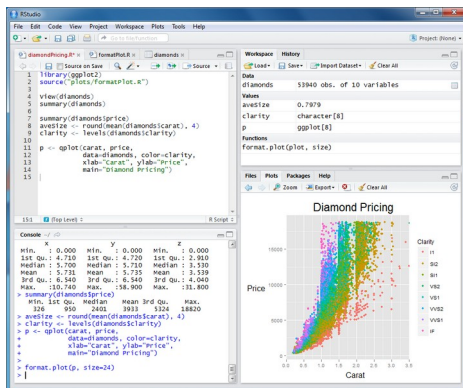 RStudio
File Edit Code View Project Workspace Plots Tools Help
Go to file/function
Project: (None)
diamondPricing.R* formatPlot.R diamonds
Source on Save
Run
Source
1 library(ggplot2)
2 source("plots/formatPlot.R")
3
4 view(diamonds)
5 summary(diamonds)
6
7 summary(diamonds$price)
8 aveSize <- round(mean(diamonds$carat), 4)
9 clarity <- levels(diamonds$clarity)
10
11 p <- qplot(carat, price,
12 data=diamonds, color=clarity,
13 xlab="Carat", ylab="Price",
14 main="Diamond Pricing")
15
15:1 (Top Level) R Script
Console ~/
x y z
Min. : 0.000 Min. : 0.000 Min. : 0.000
1st Qu.: 4.710 1st Qu.: 4.720 1st Qu.: 2.910
Median : 5.700 Median : 5.710 Median : 3.530
Mean : 5.731 Mean : 5.735 Mean : 3.539
3rd Qu.: 6.540 3rd Qu.: 6.540 3rd Qu.: 4.040
Max. :10.740 Max. :58.900 Max. :31.800
> summary(diamonds$price)
Min. 1st Qu. Median Mean 3rd Qu. Max.
326 950 2401 3933 5324 18820
> aveSize <- round(mean(diamonds$carat), 4)
> clarity <- levels(diamonds$clarity)
> p <- qplot(carat, price,
+ data=diamonds, color=clarity,
+ xlab="Carat", ylab="Price",
+ main="Diamond Pricing")
>
> format.plot(p, size=24)
>
Workspace History
Load Save Import Dataset Clear All
Data
diamonds 53940 obs. of 10 variables
Values
aveSize 0.7979
clarity character[8]
p ggplot[8]
Functions
format.plot(plot, size)
Files Plots Packages Help
Zoom Export Clear All
Diamond Pricing
Price
15000
10000
5000
0
0.0 0.5 1.0 1.5 2.0 2.5 3.0 3.5
Carat
Clarity
I1
SI2
SI1
VS2
VS1
VVS2
VVS1
IF